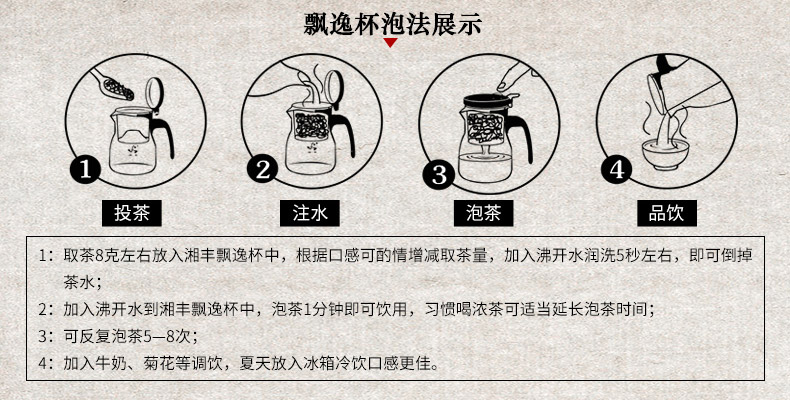 飘逸杯泡法展示
1
2
3
4
投茶
注水
泡茶
品饮
1：取茶8克左右放入湘丰飘逸杯中，根据口感可酌情增减取茶量，加入沸开水润洗5秒左右，即可倒掉
茶水；
2：加入沸开水到湘丰飘逸杯中，泡茶1分钟即可饮用，习惯喝浓茶可适当延长泡茶时间；
3：可反复泡茶5—8次；
4：加入牛奶、菊花等调饮，夏天放入冰箱冷饮口感更佳。